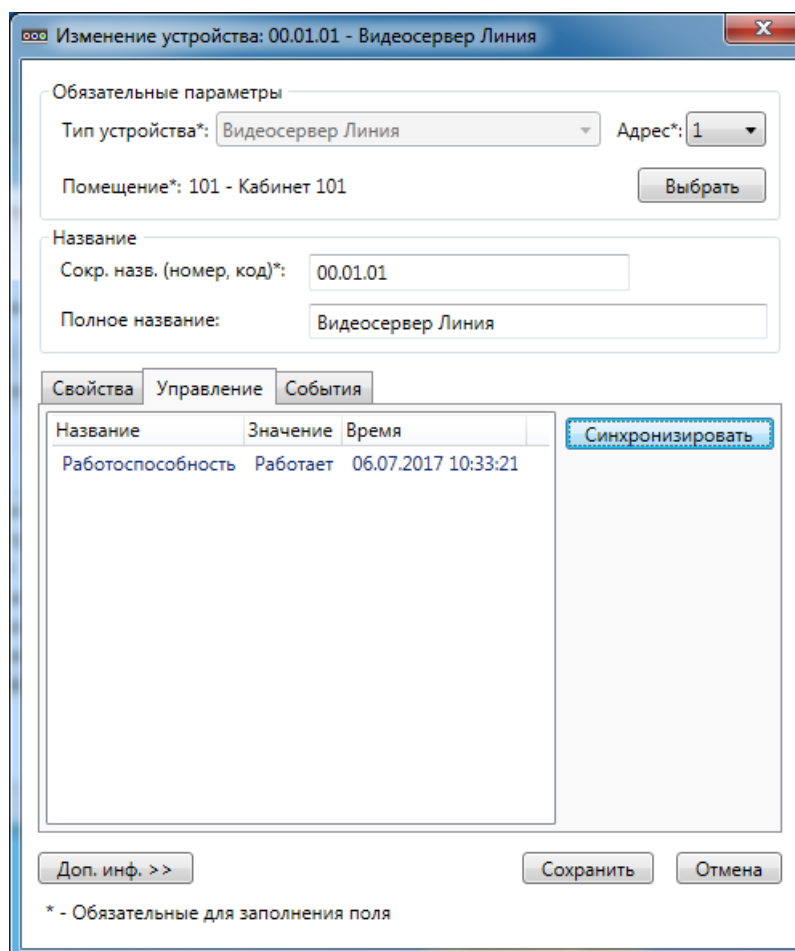 Изменение устройства: 00.01.01 - Видеосервер Линия
Обязательные параметры
Тип устройства*: Видеосервер Линия Адрес*: 1
Помещение*: 101 - Кабинет 101 Выбрать
Название
Сокр. назв. (номер, код)*: 00.01.01
Полное название: Видеосервер Линия
Свойства Управление События
Название Значение Время Синхронизировать
Работоспособность Работает 06.07.2017 10:33:21
Доп. инф. >> Сохранить Отмена
* - Обязательные для заполнения поля